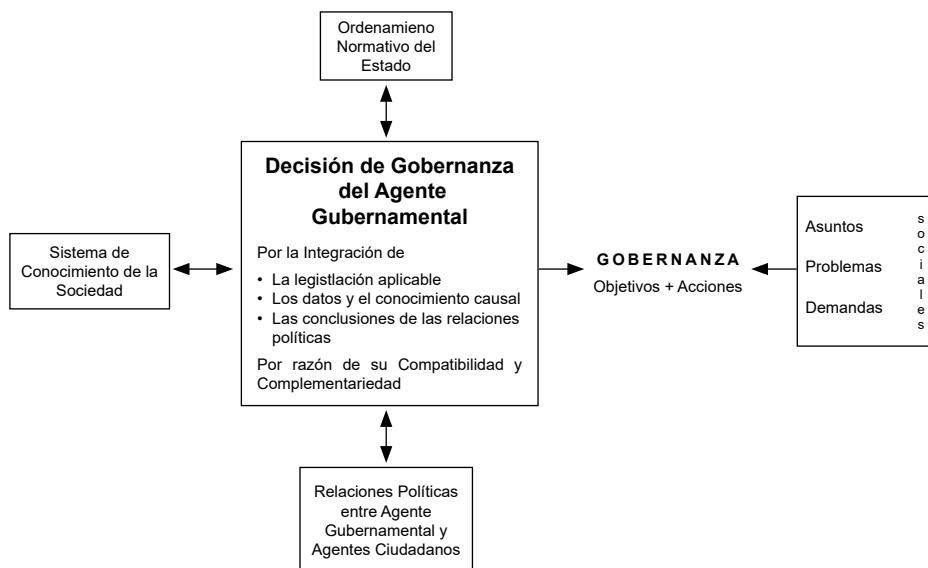 Ordenamieno
Normativo del
Estado
Decisión de Gobernanza
del Agente
Gubernamental
Por la Integración de
• La legistlación aplicable
• Los datos y el conocimiento causal
• Las conclusiones de las relaciones
políticas
Por razón de su Compatibilidad y
Complementariedad
Sistema de
Conocimiento de la
Sociedad
GOBERNANZA
Objetivos + Acciones
Asuntos
Problemas
Demandas
sociales
Relaciones Políticas
entre Agente
Gubernamental y
Agentes Ciudadanos